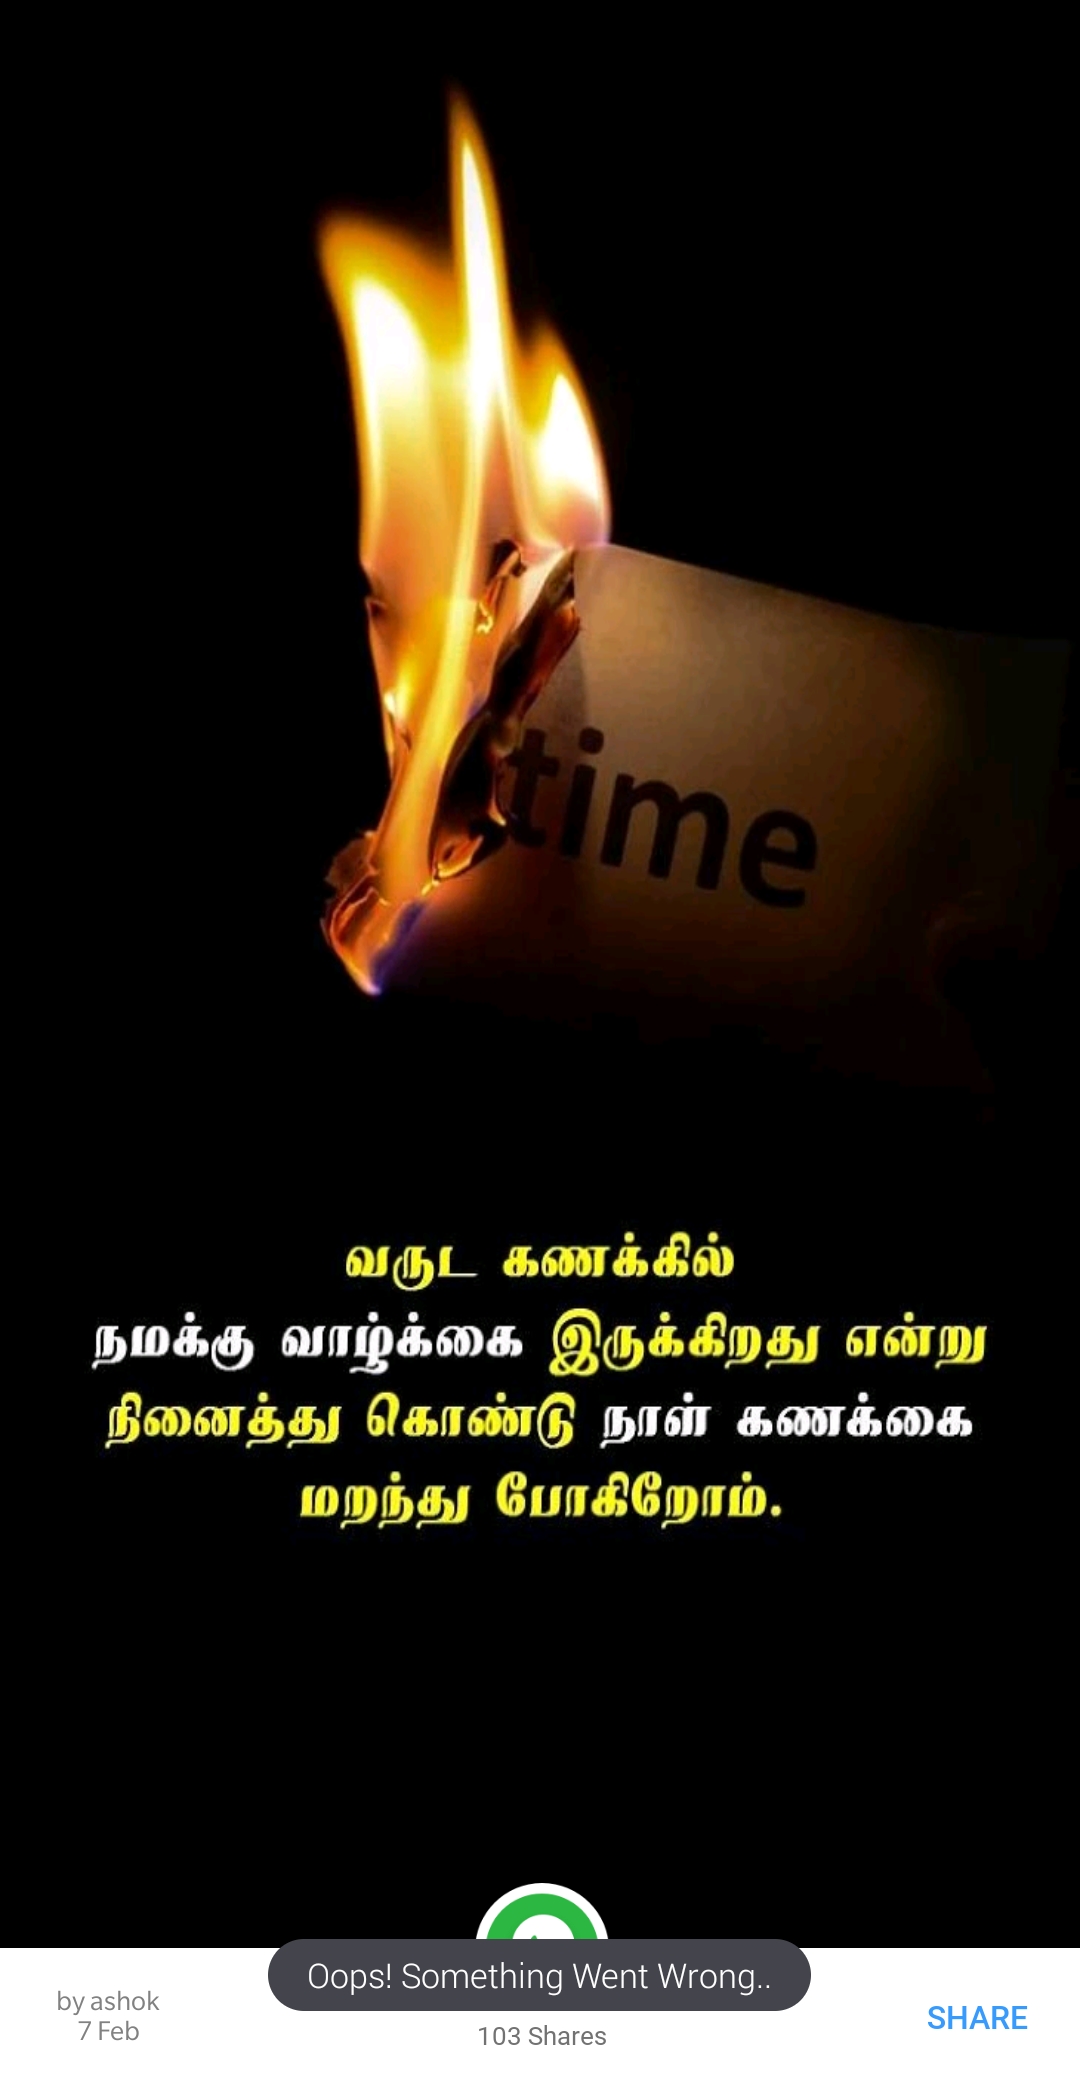 time
வருட கணக்கில்
நமக்கு வாழ்க்கை இருக்கிறது என்று
நினைத்து கொண்டு நாள் கணக்கை
மறந்து போகிறோம்.
Oops! Something Went Wrong..
by ashok
7 Feb
103 Shares
SHARE